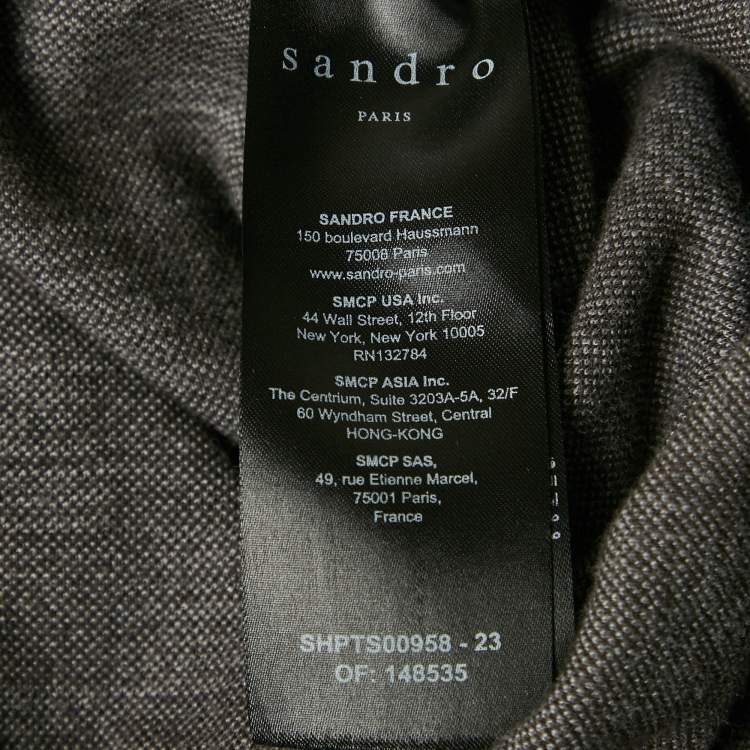 sandro
PARIS
SANDRO FRANCE
150 boulevard Haussmann
75008 Paris
www.sandro-paris.com
SMCP USA Inc.
44 Wall Street, 12th Floor
New York, New York 10005
RN132784
SMCP ASIA Inc.
The Centrium, Suite 3203A-5A, 32/F
60 Wyndham Street, Central
HONG-KONG
SMCP SAS,
49, rue Etienne Marcel,
75001 Paris,
France
SHPTS00958 - 23
OF: 148535